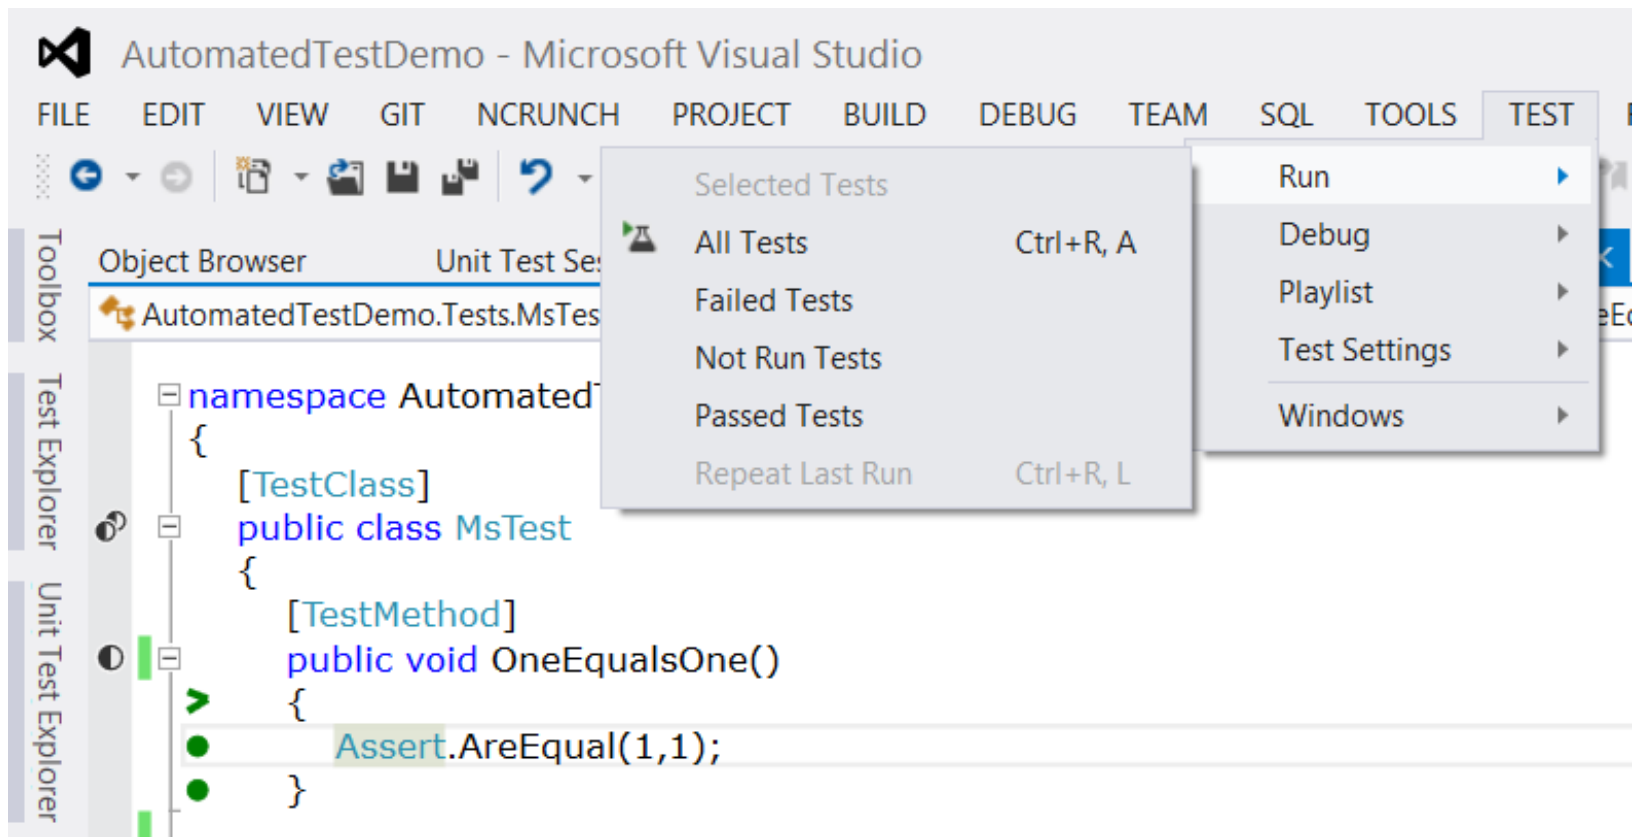 AutomatedTestDemo - Microsoft Visual Studio
FILE EDIT VIEW GIT NCRUNCH PROJECT BUILD DEBUG TEAM SQL TOOLS TEST
Selected Tests
All Tests Ctrl+R, A
Failed Tests
Not Run Tests
Passed Tests
Repeat Last Run Ctrl+R, L
Run
Debug
Playlist
Test Settings
Windows
Toolbox
Test Explorer
Unit Test Explorer
Object Browser Unit Test Ses
AutomatedTestDemo.Tests.MsTes
namespace Automated
{
[TestClass]
public class MsTest
{
[TestMethod]
public void OneEqualsOne()
{
Assert.AreEqual(1,1);
}